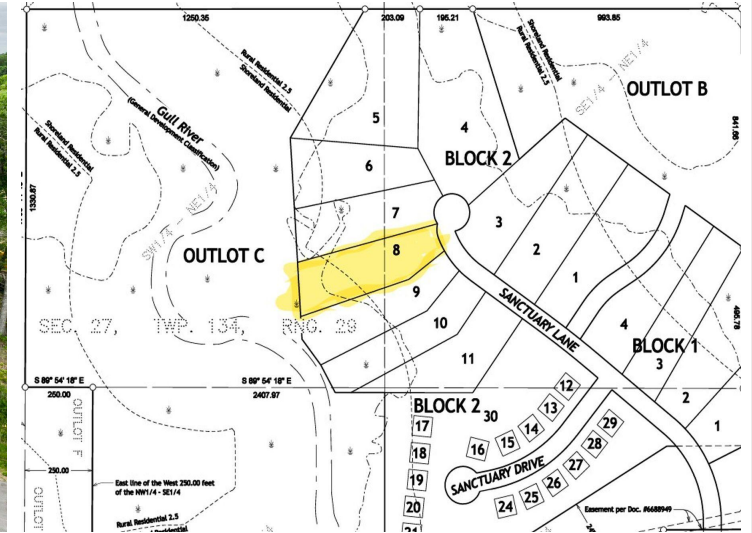 1250.35
203.09
195.21
993.85
Rural Residential 2.5
Shoreland Residential
Shoreland Residential
Rural Residential 2.5
SE1/4 - NE1/4
OUTLOT B
Gull River
(General Development Classification)
Shoreland Residential
Rural Residential 2.5
5
4
BLOCK 2
841.66
6
1330.87
SW1/4 - NE1/4
7
3
OUTLOT C
8
2
9
1
SEC. 27, TWP. 134, RNG. 29
10
SANCTUARY LANE
4
495.78
BLOCK 1
3
11
S 89° 54' 18" E
S 89° 54' 18" E
250.00
2407.97
12
2
BLOCK 2
30
13
1
OUTLOT F
17
14
29
15
28
16
18
27
SANCTUARY DRIVE
250.00
19
26
East line of the West 250.00 feet
of the NW1/4 - SE1/4
25
24
20
OUTLOT
Easement per Doc. #6688949
Rural Residential 2.5
21